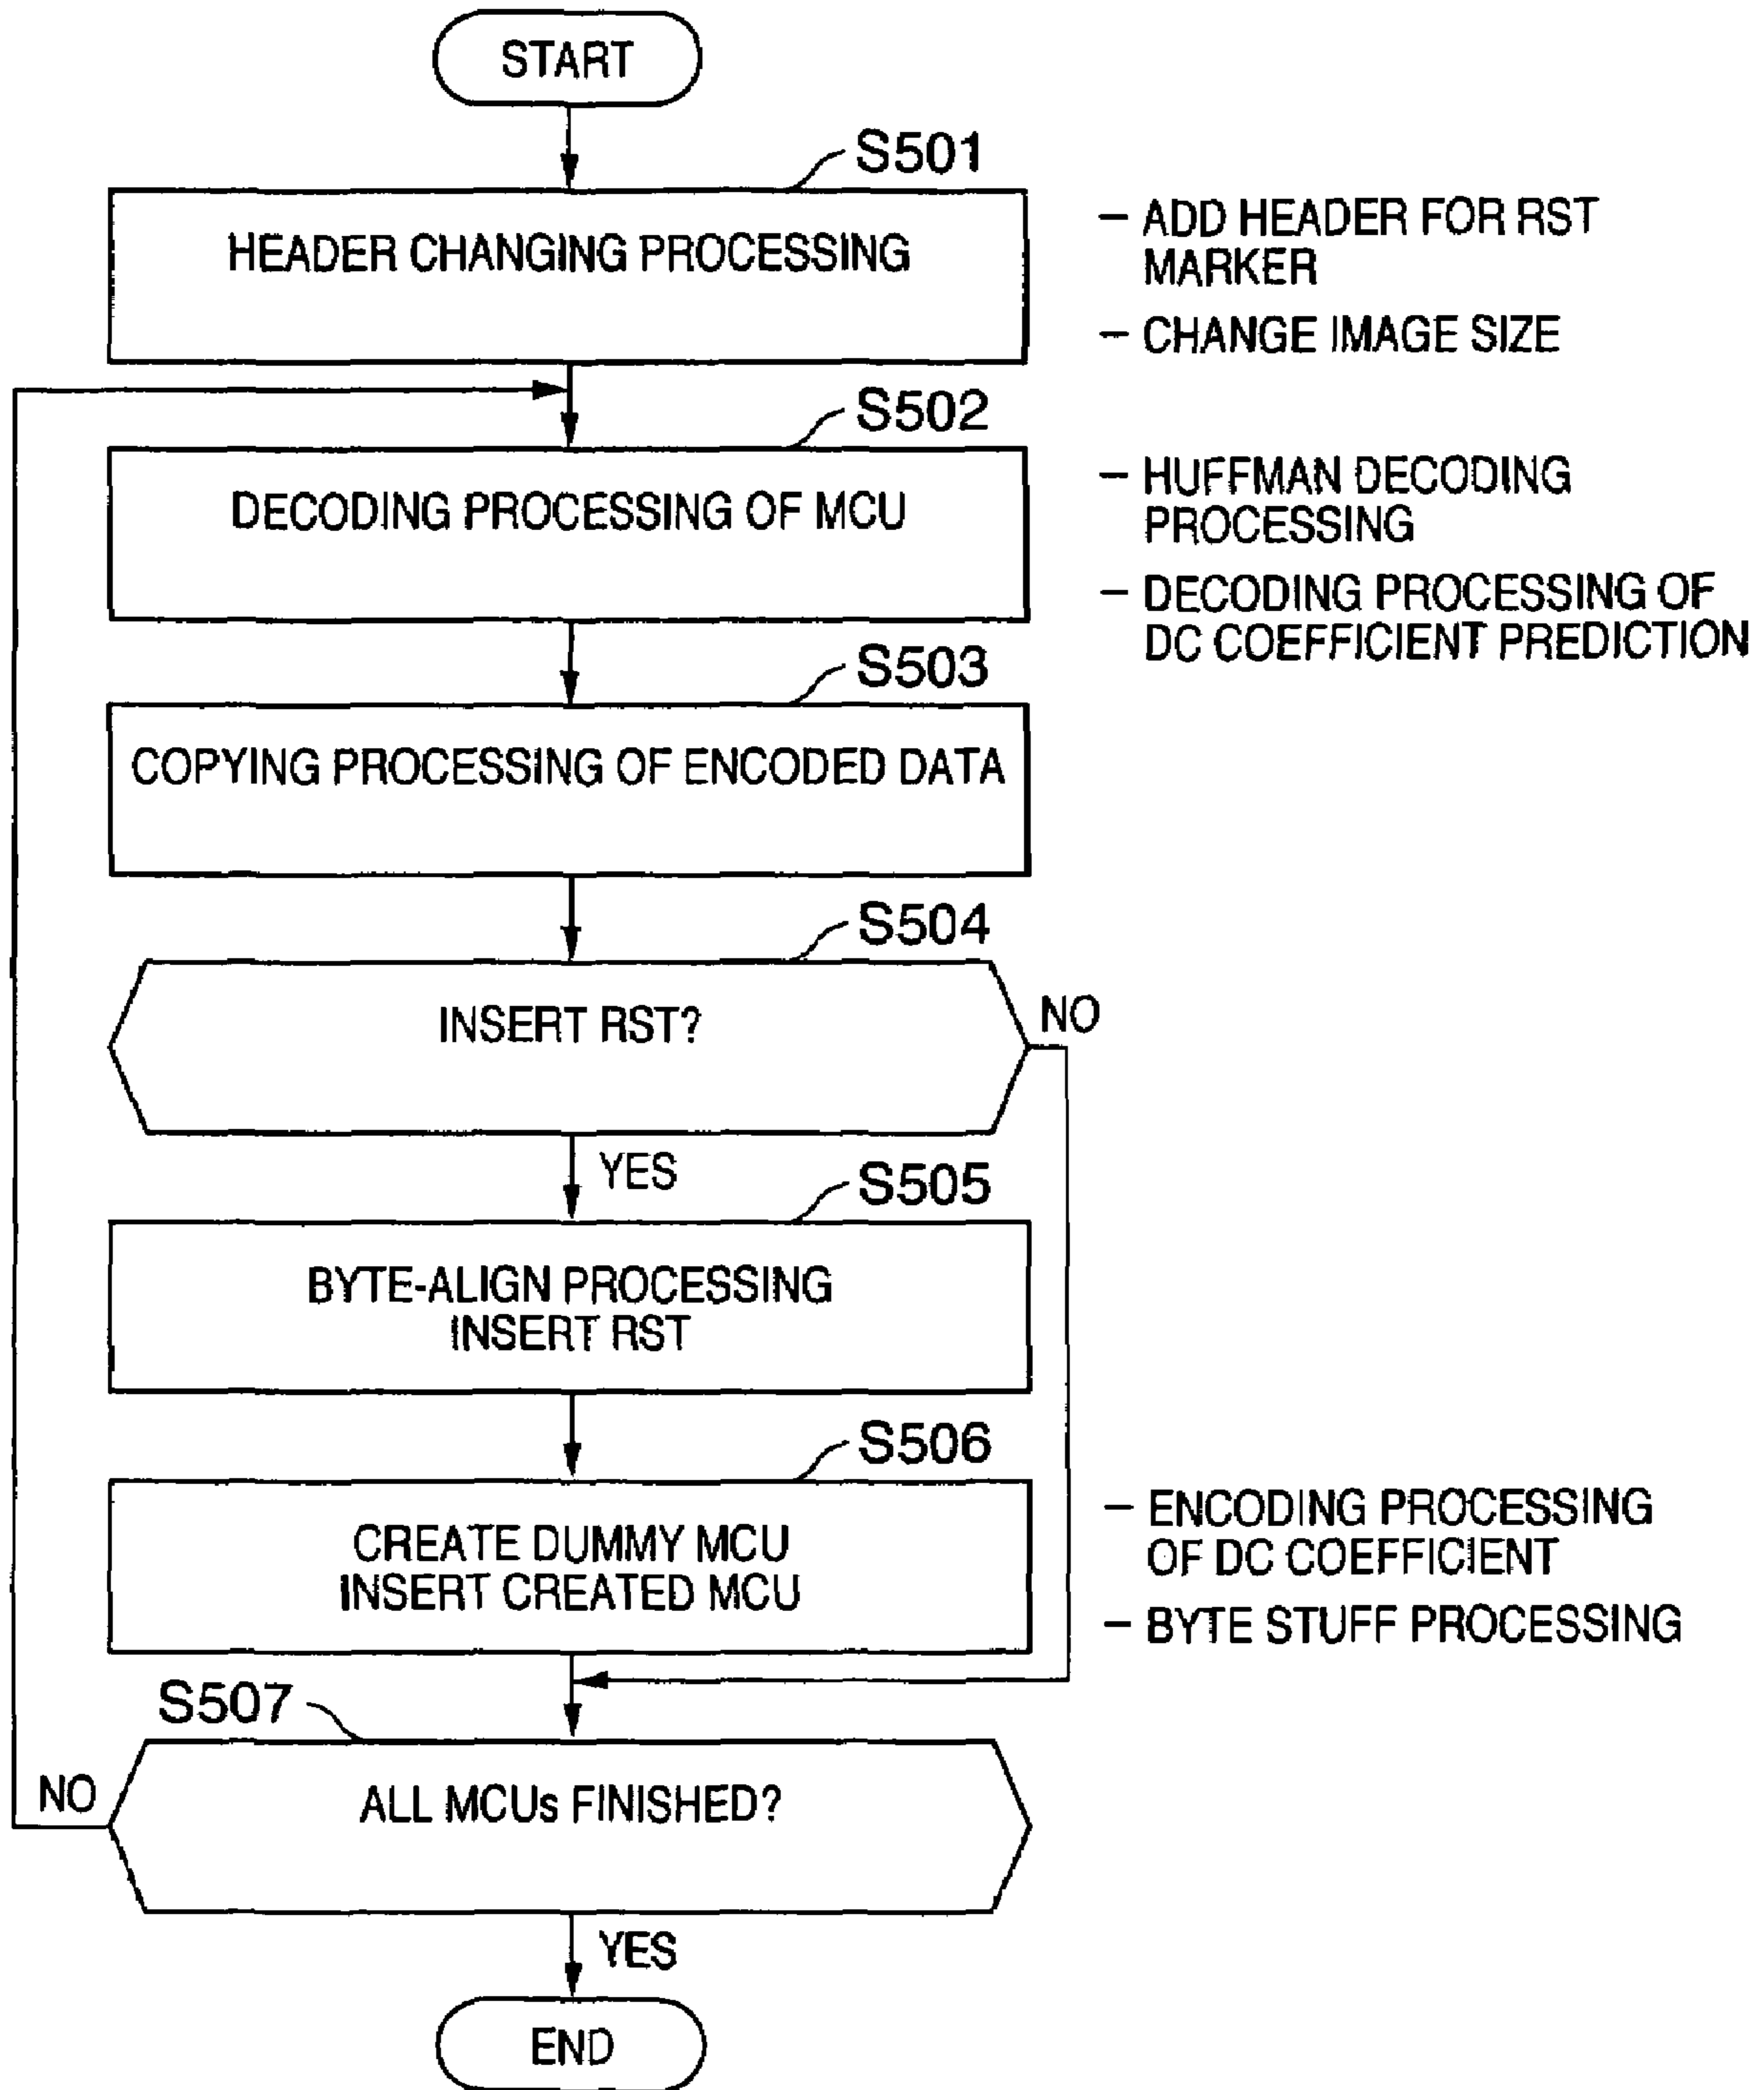 START
S501
HEADER CHANGING PROCESSING
– ADD HEADER FOR RST
MARKER
– CHANGE IMAGE SIZE
S502
DECODING PROCESSING OF MCU
– HUFFMAN DECODING
PROCESSING
– DECODING PROCESSING OF
DC COEFFICIENT PREDICTION
S503
COPYING PROCESSING OF ENCODED DATA
S504
INSERT RST?
NO
YES
S505
BYTE-ALIGN PROCESSING
INSERT RST
S506
CREATE DUMMY MCU
INSERT CREATED MCU
– ENCODING PROCESSING
OF DC COEFFICIENT
– BYTE STUFF PROCESSING
S507
NO
ALL MCUs FINISHED?
YES
END